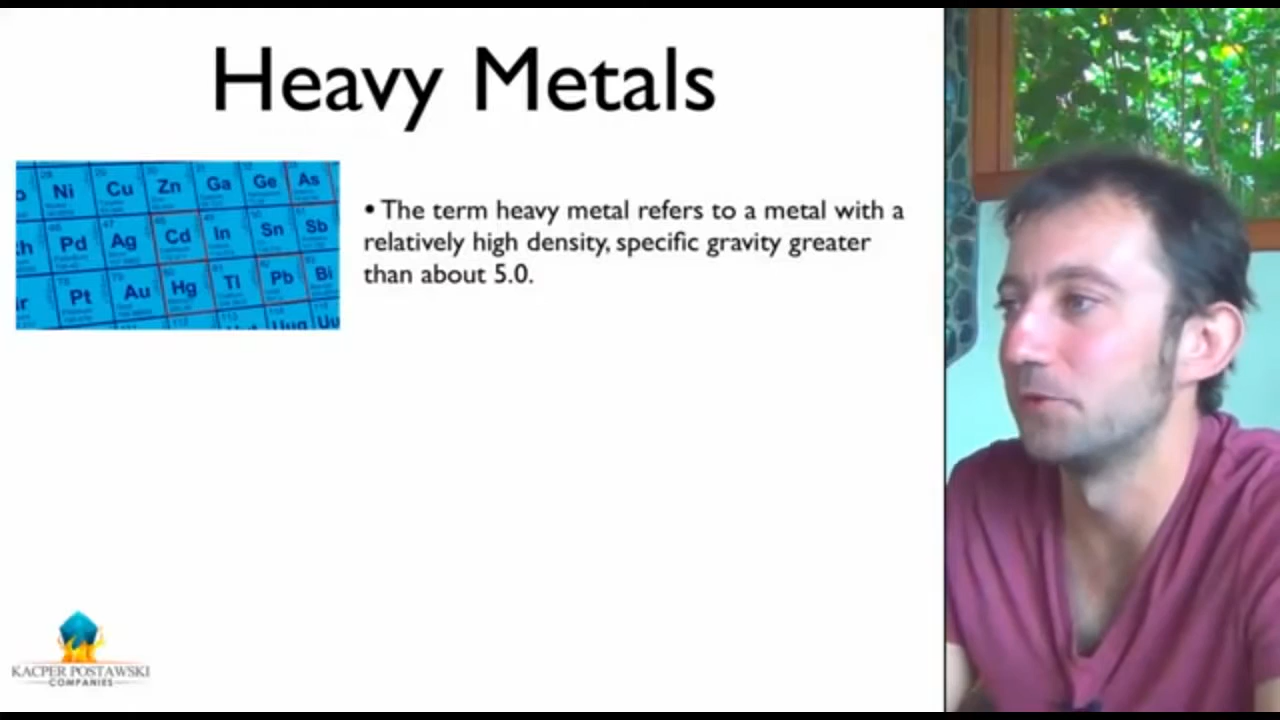 Heavy Metals
Ni Cu Zn Ga Ge As
Pd Ag Cd In Sn Sb
Pt Au Hg Tl Pb Bi
• The term heavy metal refers to a metal with a
relatively high density, specific gravity greater
than about 5.0.
KACPER POSTAWSKI
COMPANIES